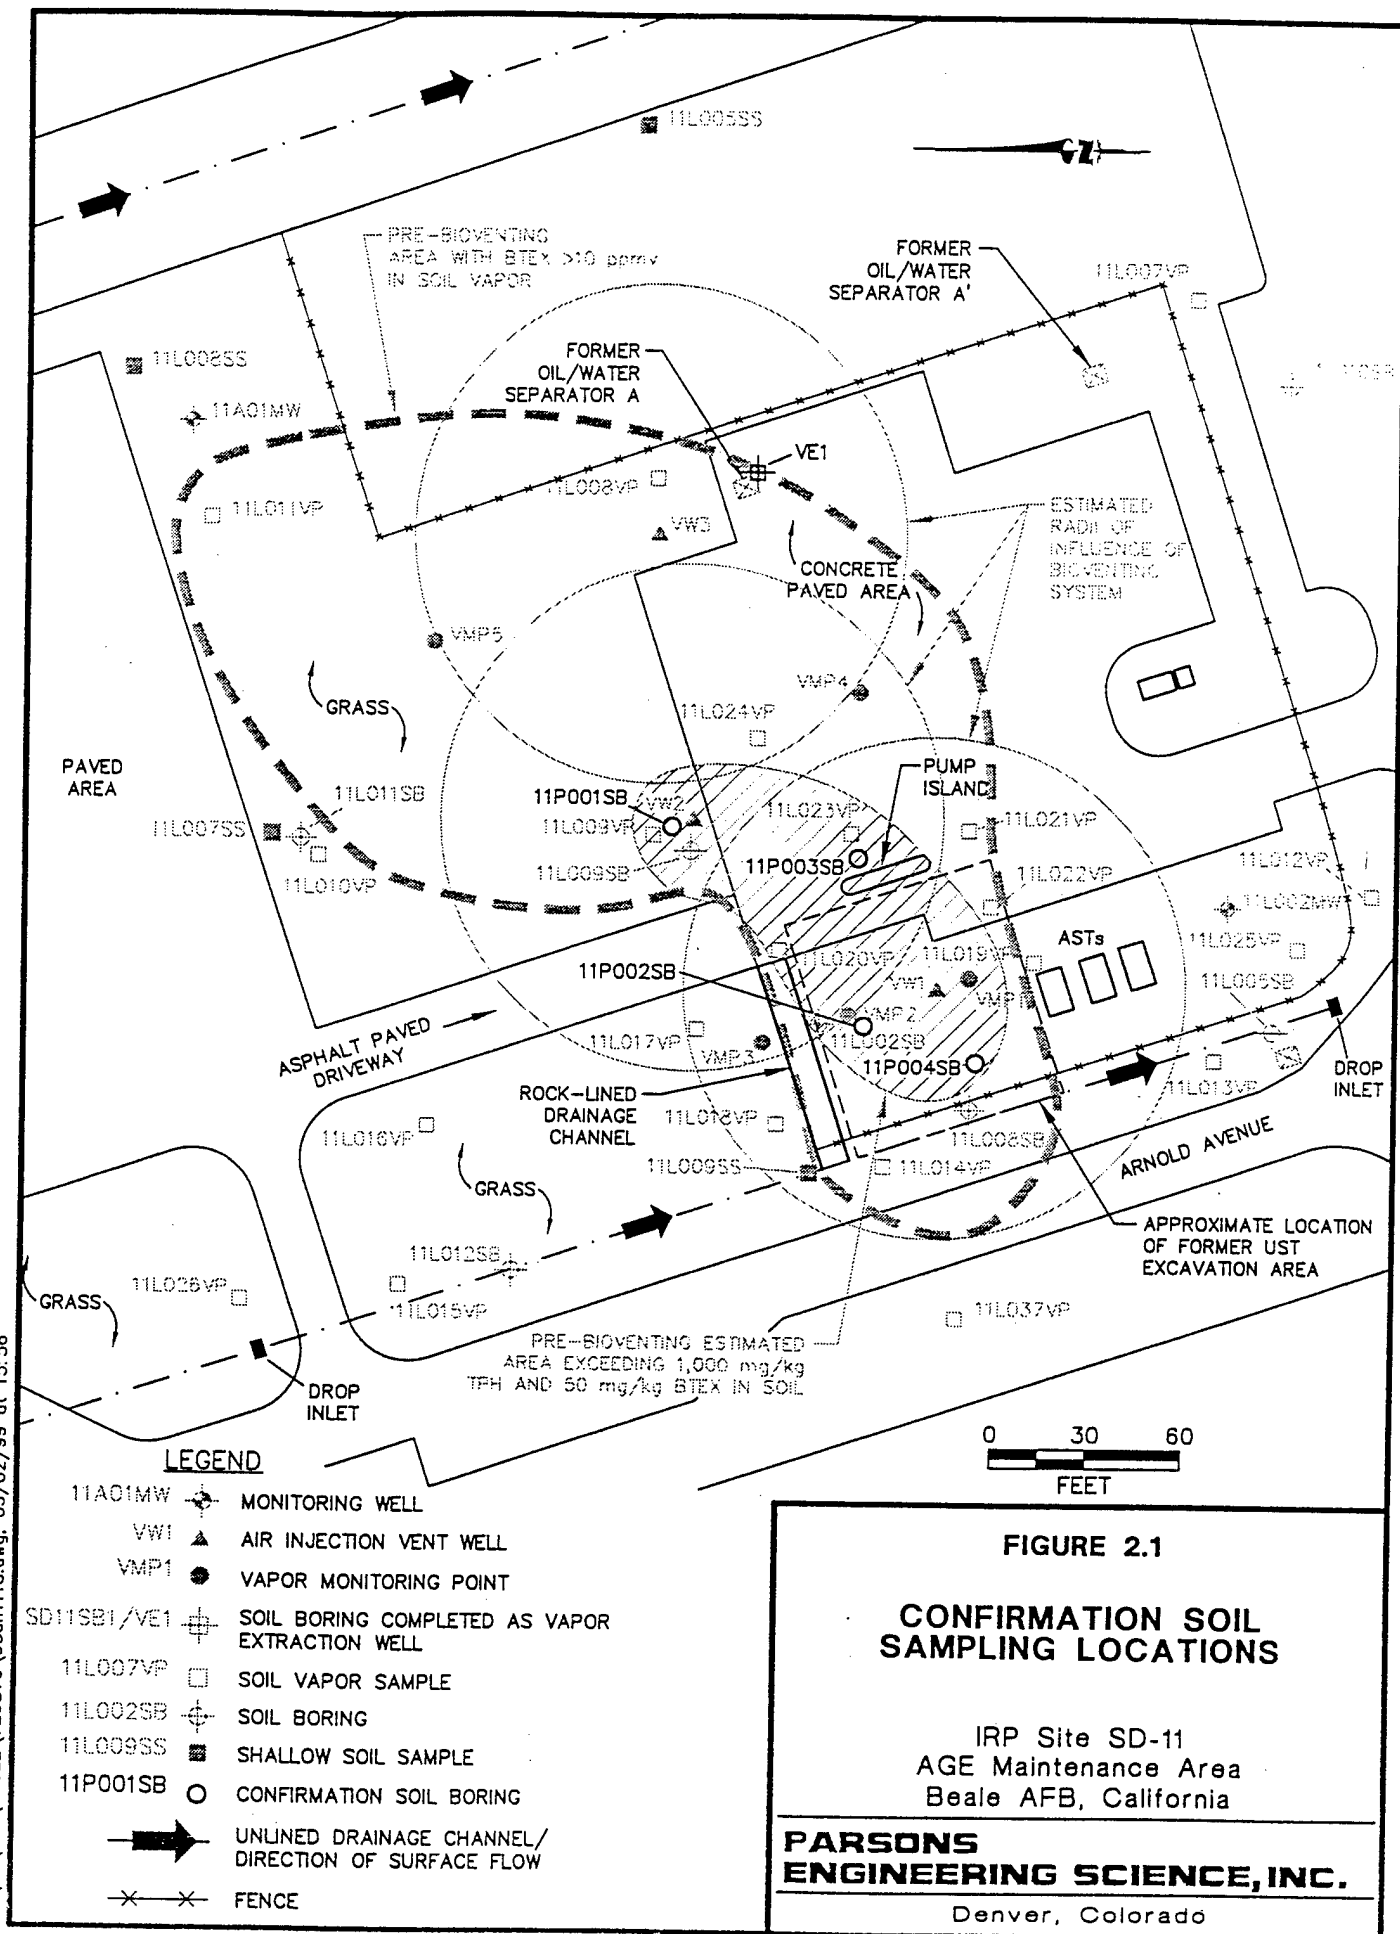 11L005SS
N
PRE-BIOVENTING
AREA WITH BTEX >10 ppmv
IN SOIL VAPOR
FORMER
OIL/WATER
SEPARATOR A'
11L007VP
11L008SS
FORMER
OIL/WATER
SEPARATOR A
11A01MW
VE1
11L008VP
11L011VP
VW3
ESTIMATED
RADII OF
INFLUENCE OF
BIOVENTING
SYSTEM
CONCRETE
PAVED AREA
VMP5
VMP4
GRASS
11L024VP
PAVED
AREA
PUMP
ISLAND
11L011SB
11P001SB
VW2
11L007SS
11L009VP
11L023VP
11L021VP
11L010VP
11L009SB
11P003SB
11L022VP
11L012VP
11L002MW
ASTs
11L025VP
11P002SB
11L020VP
11L019VP
11L005SB
VW1
VMP1
VMP2
ASPHALT PAVED
DRIVEWAY
11L017VP
VMP3
11L002SB
11P004SB
11L013VP
DROP
INLET
ROCK-LINED
DRAINAGE
CHANNEL
11L018VP
11L016VP
11L008SB
ARNOLD AVENUE
11L009SS
11L014VP
GRASS
APPROXIMATE LOCATION
OF FORMER UST
EXCAVATION AREA
11L012SB
11L026VP
GRASS
11L015VP
11L037VP
PRE-BIOVENTING ESTIMATED
AREA EXCEEDING 1,000 mg/kg
TPH AND 50 mg/kg BTEX IN SOIL
DROP
INLET
0 30 60
FEET
LEGEND
11A01MW MONITORING WELL
VW1 AIR INJECTION VENT WELL
VMP1 VAPOR MONITORING POINT
SD11SB1/VE1 SOIL BORING COMPLETED AS VAPOR
EXTRACTION WELL
11L007VP SOIL VAPOR SAMPLE
11L002SB SOIL BORING
11L009SS SHALLOW SOIL SAMPLE
11P001SB CONFIRMATION SOIL BORING
UNLINED DRAINAGE CHANNEL/
DIRECTION OF SURFACE FLOW
FENCE
FIGURE 2.1
CONFIRMATION SOIL
SAMPLING LOCATIONS
IRP Site SD-11
AGE Maintenance Area
Beale AFB, California
PARSONS
ENGINEERING SCIENCE, INC.
Denver, Colorado